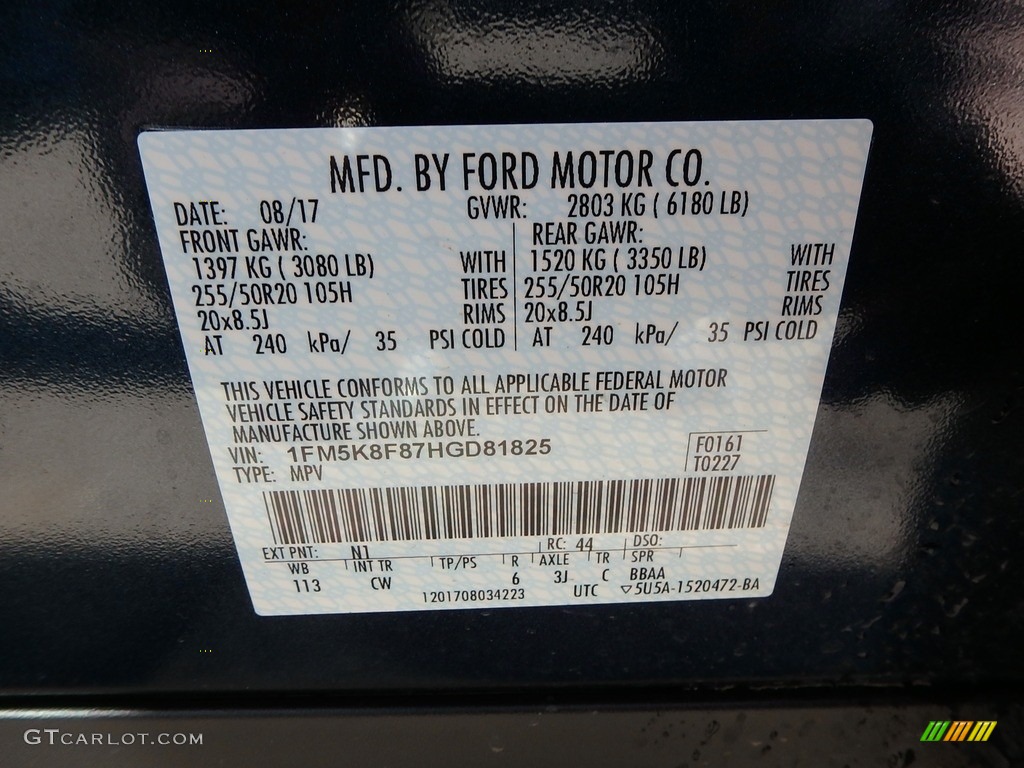 MFD. BY FORD MOTOR CO.
DATE: 08/17 GVWR: 2803 KG ( 6180 LB)
FRONT GAWR: REAR GAWR:
1397 KG ( 3080 LB) WITH 1520 KG ( 3350 LB) WITH
255/50R20 105H TIRES 255/50R20 105H TIRES
20x8.5J RIMS 20x8.5J RIMS
AT 240 kPa/ 35 PSI COLD AT 240 kPa/ 35 PSI COLD
THIS VEHICLE CONFORMS TO ALL APPLICABLE FEDERAL MOTOR
VEHICLE SAFETY STANDARDS IN EFFECT ON THE DATE OF
MANUFACTURE SHOWN ABOVE.
VIN: 1FM5K8F87HGD81825 F0161
TYPE: MPV T0227
EXT PNT: N1 RC: 44 DSO:
WB INT TR TP/PS R AXLE TR SPR
113 CW 6 3J C BBAA
1201708034223 UTC ▽5U5A-1520472-BA
GTCARLOT.COM